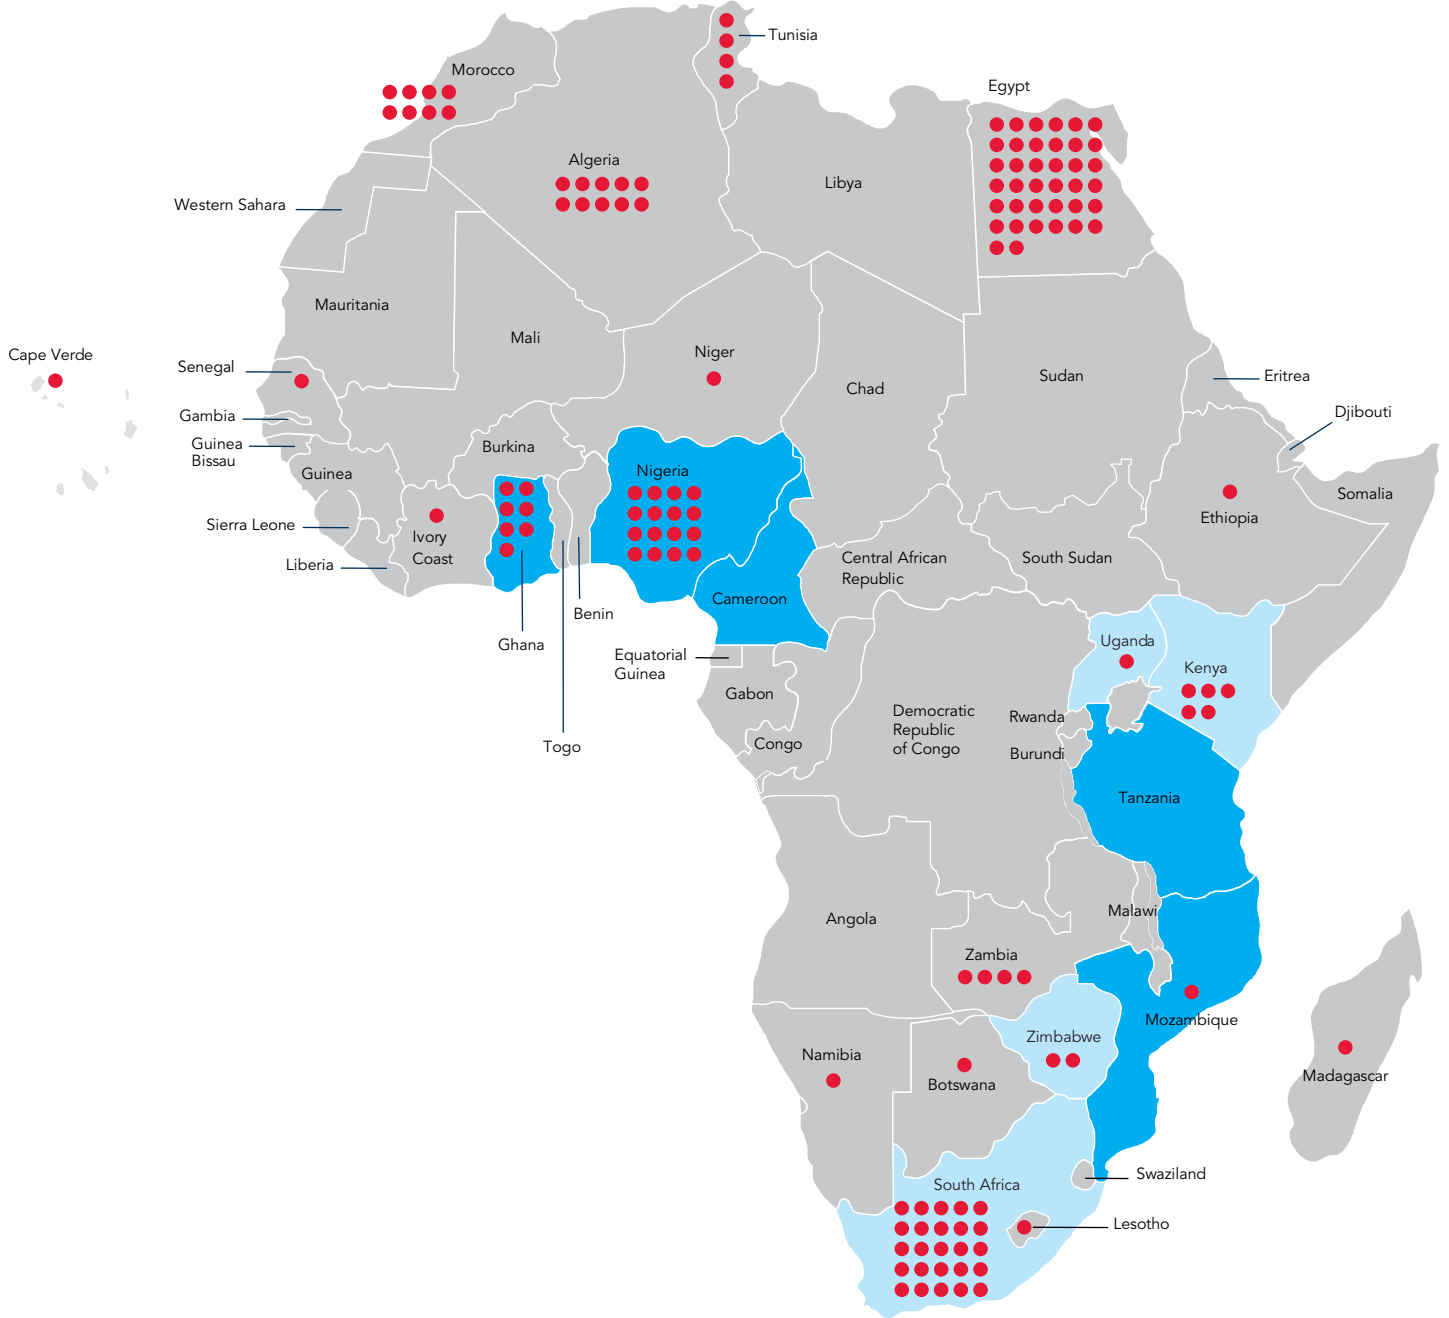 Tunisia
Morocco
Egypt
Algeria
Libya
Western Sahara
Mauritania
Mali
Cape Verde
Niger
Senegal
Chad
Sudan
Eritrea
Djibouti
Gambia
Guinea
Bissau
Burkina
Guinea
Nigeria
Somalia
Ethiopia
Sierra Leone
Ivory
Coast
Liberia
Central African
Republic
South Sudan
Cameroon
Benin
Ghana
Togo
Equatorial
Guinea
Uganda
Kenya
Gabon
Democratic
Republic
of Congo
Rwanda
Congo
Burundi
Tanzania
Malawi
Angola
Zambia
Mozambique
Zimbabwe
Namibia
Botswana
Madagascar
Swaziland
South Africa
Lesotho